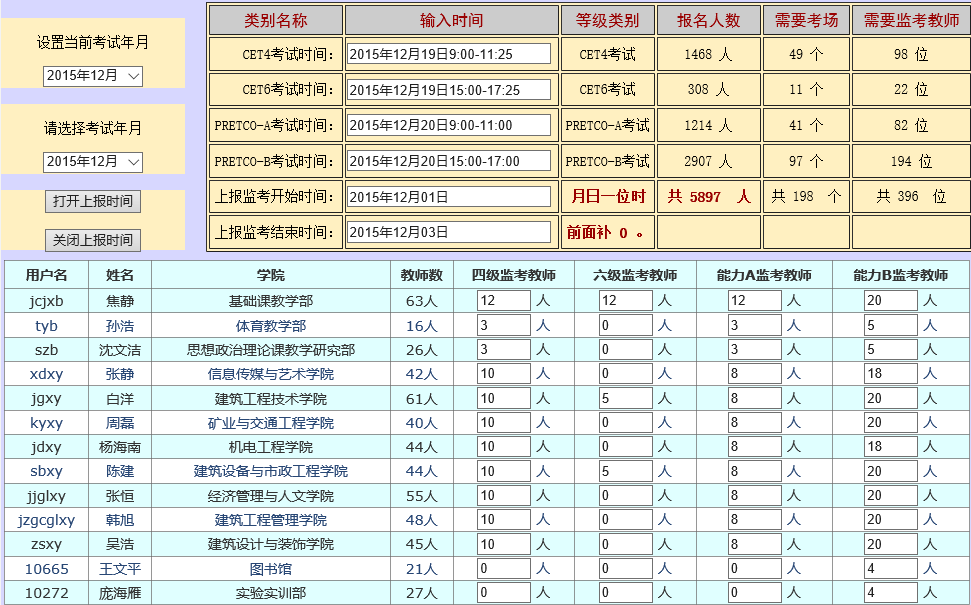 设置当前考试年月
2015年12月
请选择考试年月
2015年12月
打开上报时间
关闭上报时间
类别名称 输入时间 等级类别 报名人数 需要考场 需要监考教师
CET4考试时间: 2015年12月19日9:00-11:25 CET4考试 1468 人 49 个 98 位
CET6考试时间: 2015年12月19日15:00-17:25 CET6考试 308 人 11 个 22 位
PRETCO-A考试时间: 2015年12月20日9:00-11:00 PRETCO-A考试 1214 人 41 个 82 位
PRETCO-B考试时间: 2015年12月20日15:00-17:00 PRETCO-B考试 2907 人 97 个 194 位
上报监考开始时间: 2015年12月01日 月日一位时 共 5897 人 共 198 个 共 396 位
上报监考结束时间: 2015年12月03日 前面补 0 。
用户名 姓名 学院 教师数 四级监考教师 六级监考教师 能力A监考教师 能力B监考教师
jcjxb 焦静 基础课教学部 63人 12 人 12 人 12 人 20 人
tyb 孙浩 体育教学部 16人 3 人 0 人 3 人 5 人
szb 沈文洁 思想政治理论课教学研究部 26人 3 人 0 人 3 人 5 人
xdxy 张静 信息传媒与艺术学院 42人 10 人 0 人 8 人 18 人
jgxy 白洋 建筑工程技术学院 61人 10 人 5 人 8 人 20 人
kyxy 周磊 矿业与交通工程学院 40人 10 人 0 人 8 人 20 人
jdxy 杨海南 机电工程学院 44人 10 人 0 人 8 人 18 人
sbxy 陈建 建筑设备与市政工程学院 44人 10 人 5 人 8 人 20 人
jjglxy 张恒 经济管理与人文学院 55人 10 人 0 人 8 人 20 人
jzgcglxy 韩旭 建筑工程管理学院 48人 10 人 0 人 8 人 20 人
zsxy 吴浩 建筑设计与装饰学院 45人 10 人 0 人 8 人 20 人
10665 王文平 图书馆 21人 0 人 0 人 0 人 4 人
10272 庞海雁 实验实训部 27人 0 人 0 人 0 人 4 人